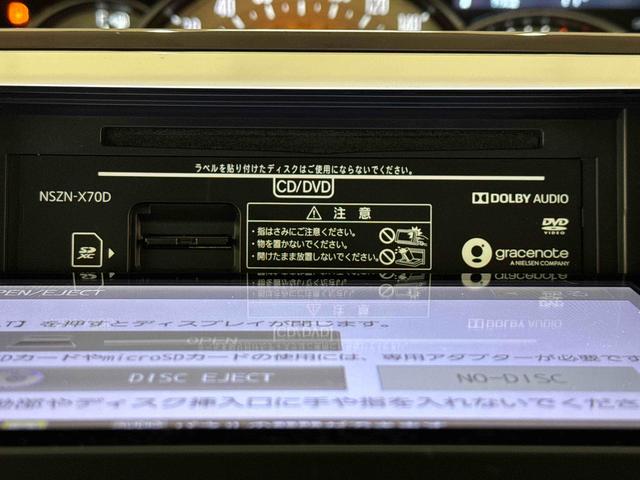 40
140
ラベルを貼り付けたディスクはご使用にならないでください。
CD/DVD
NSZN-X70D
DOLBY AUDIO
注意
・指はさみにご注意ください。
・物を置かないでください。
・開けたまま放置しないでください。
DVD
VIDEO
SD
XC
gracenote
A NIELSEN COMPANY
OPEN/EJECT
を押すとディスプレイが閉じます。
OPEN
SDカードやmicroSDカードの使用には、専用アダプターが必要です
DISC EJECT
NO-DISC
動部やディスク挿入口に手や指を入れないでくださ